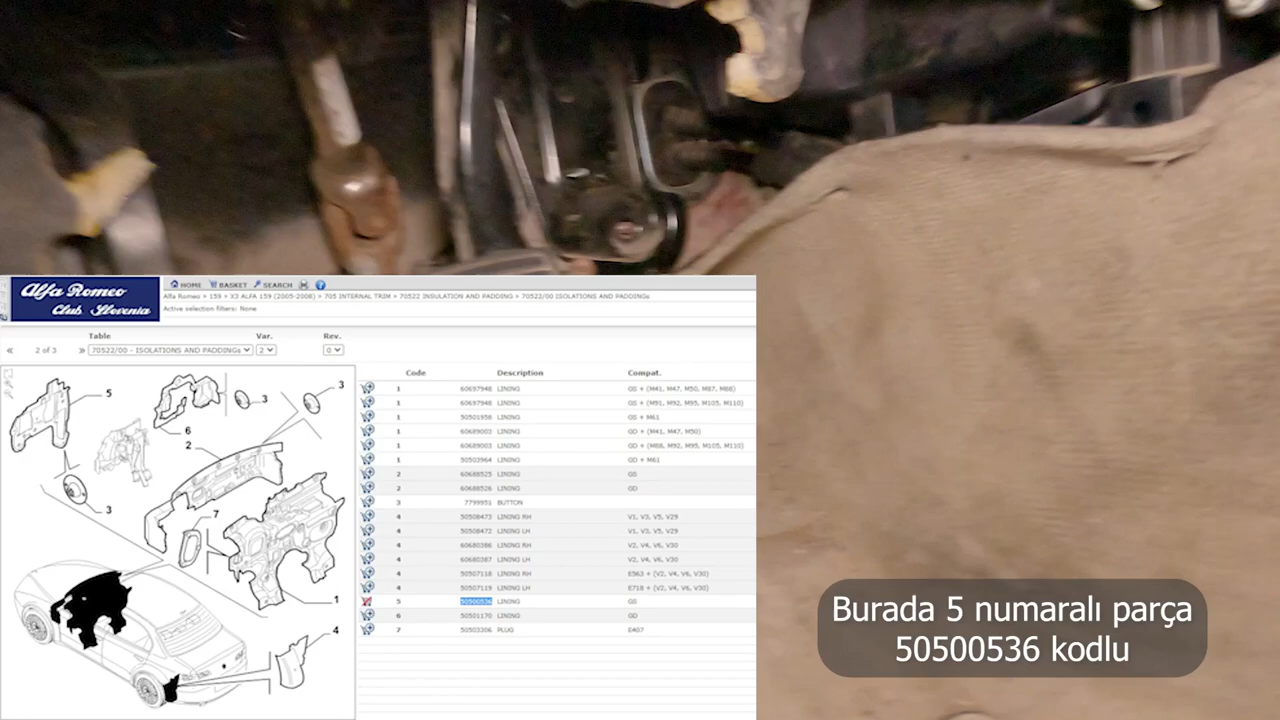 Alfa Romeo
Club Slovenia
HOME BASKET SEARCH
Alfa Romeo > 159 > X3 ALFA 159 (2005-2008) > 705 INTERNAL TRIM > 70522 INSULATION AND PADDING > 70522/00 ISOLATIONS AND PADDINGs
Active selection filters: None
Table Var. Rev.
2 of 3 70522/00 - ISOLATIONS AND PADDINGs 2 0
Code Description Compat.
1 60697948 LINING GS + (M41, M47, M50, M87, M88)
1 60697948 LINING GS + (M91, M92, M95, M105, M110)
1 50501958 LINING GS + M61
1 60689003 LINING GD + (M41, M47, M50)
1 60689003 LINING GD + (M88, M92, M95, M105, M110)
1 50503964 LINING GD + M61
2 60688525 LINING GS
2 60688526 LINING GD
3 7799951 BUTTON
4 50508473 LINING RH V1, V3, V5, V29
4 50508472 LINING LH V1, V3, V5, V29
4 60680386 LINING RH V2, V4, V6, V30
4 60680387 LINING LH V2, V4, V6, V30
4 50507118 LINING RH E563 + (V2, V4, V6, V30)
4 50507119 LINING LH E718 + (V2, V4, V6, V30)
5 50500536 LINING GS
6 50501170 LINING GD
7 50503306 PLUG E407
5
6
3
3
2
3
7
1
4
Burada 5 numaralı parça
50500536 kodlu